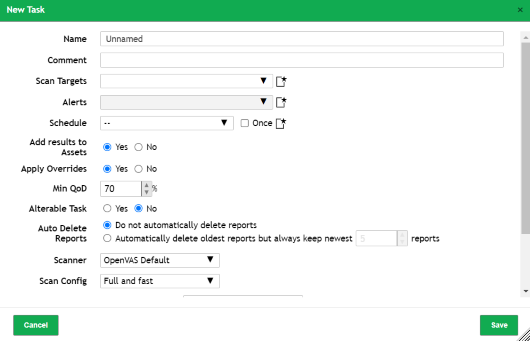 New Task ×
Name Unnamed
Comment
Scan Targets
Alerts
Schedule -- Once
Add results to Assets Yes No
Apply Overrides Yes No
Min QoD 70 %
Alterable Task Yes No
Auto Delete Reports Do not automatically delete reports
Automatically delete oldest reports but always keep newest 5 reports
Scanner OpenVAS Default
Scan Config Full and fast
Cancel Save